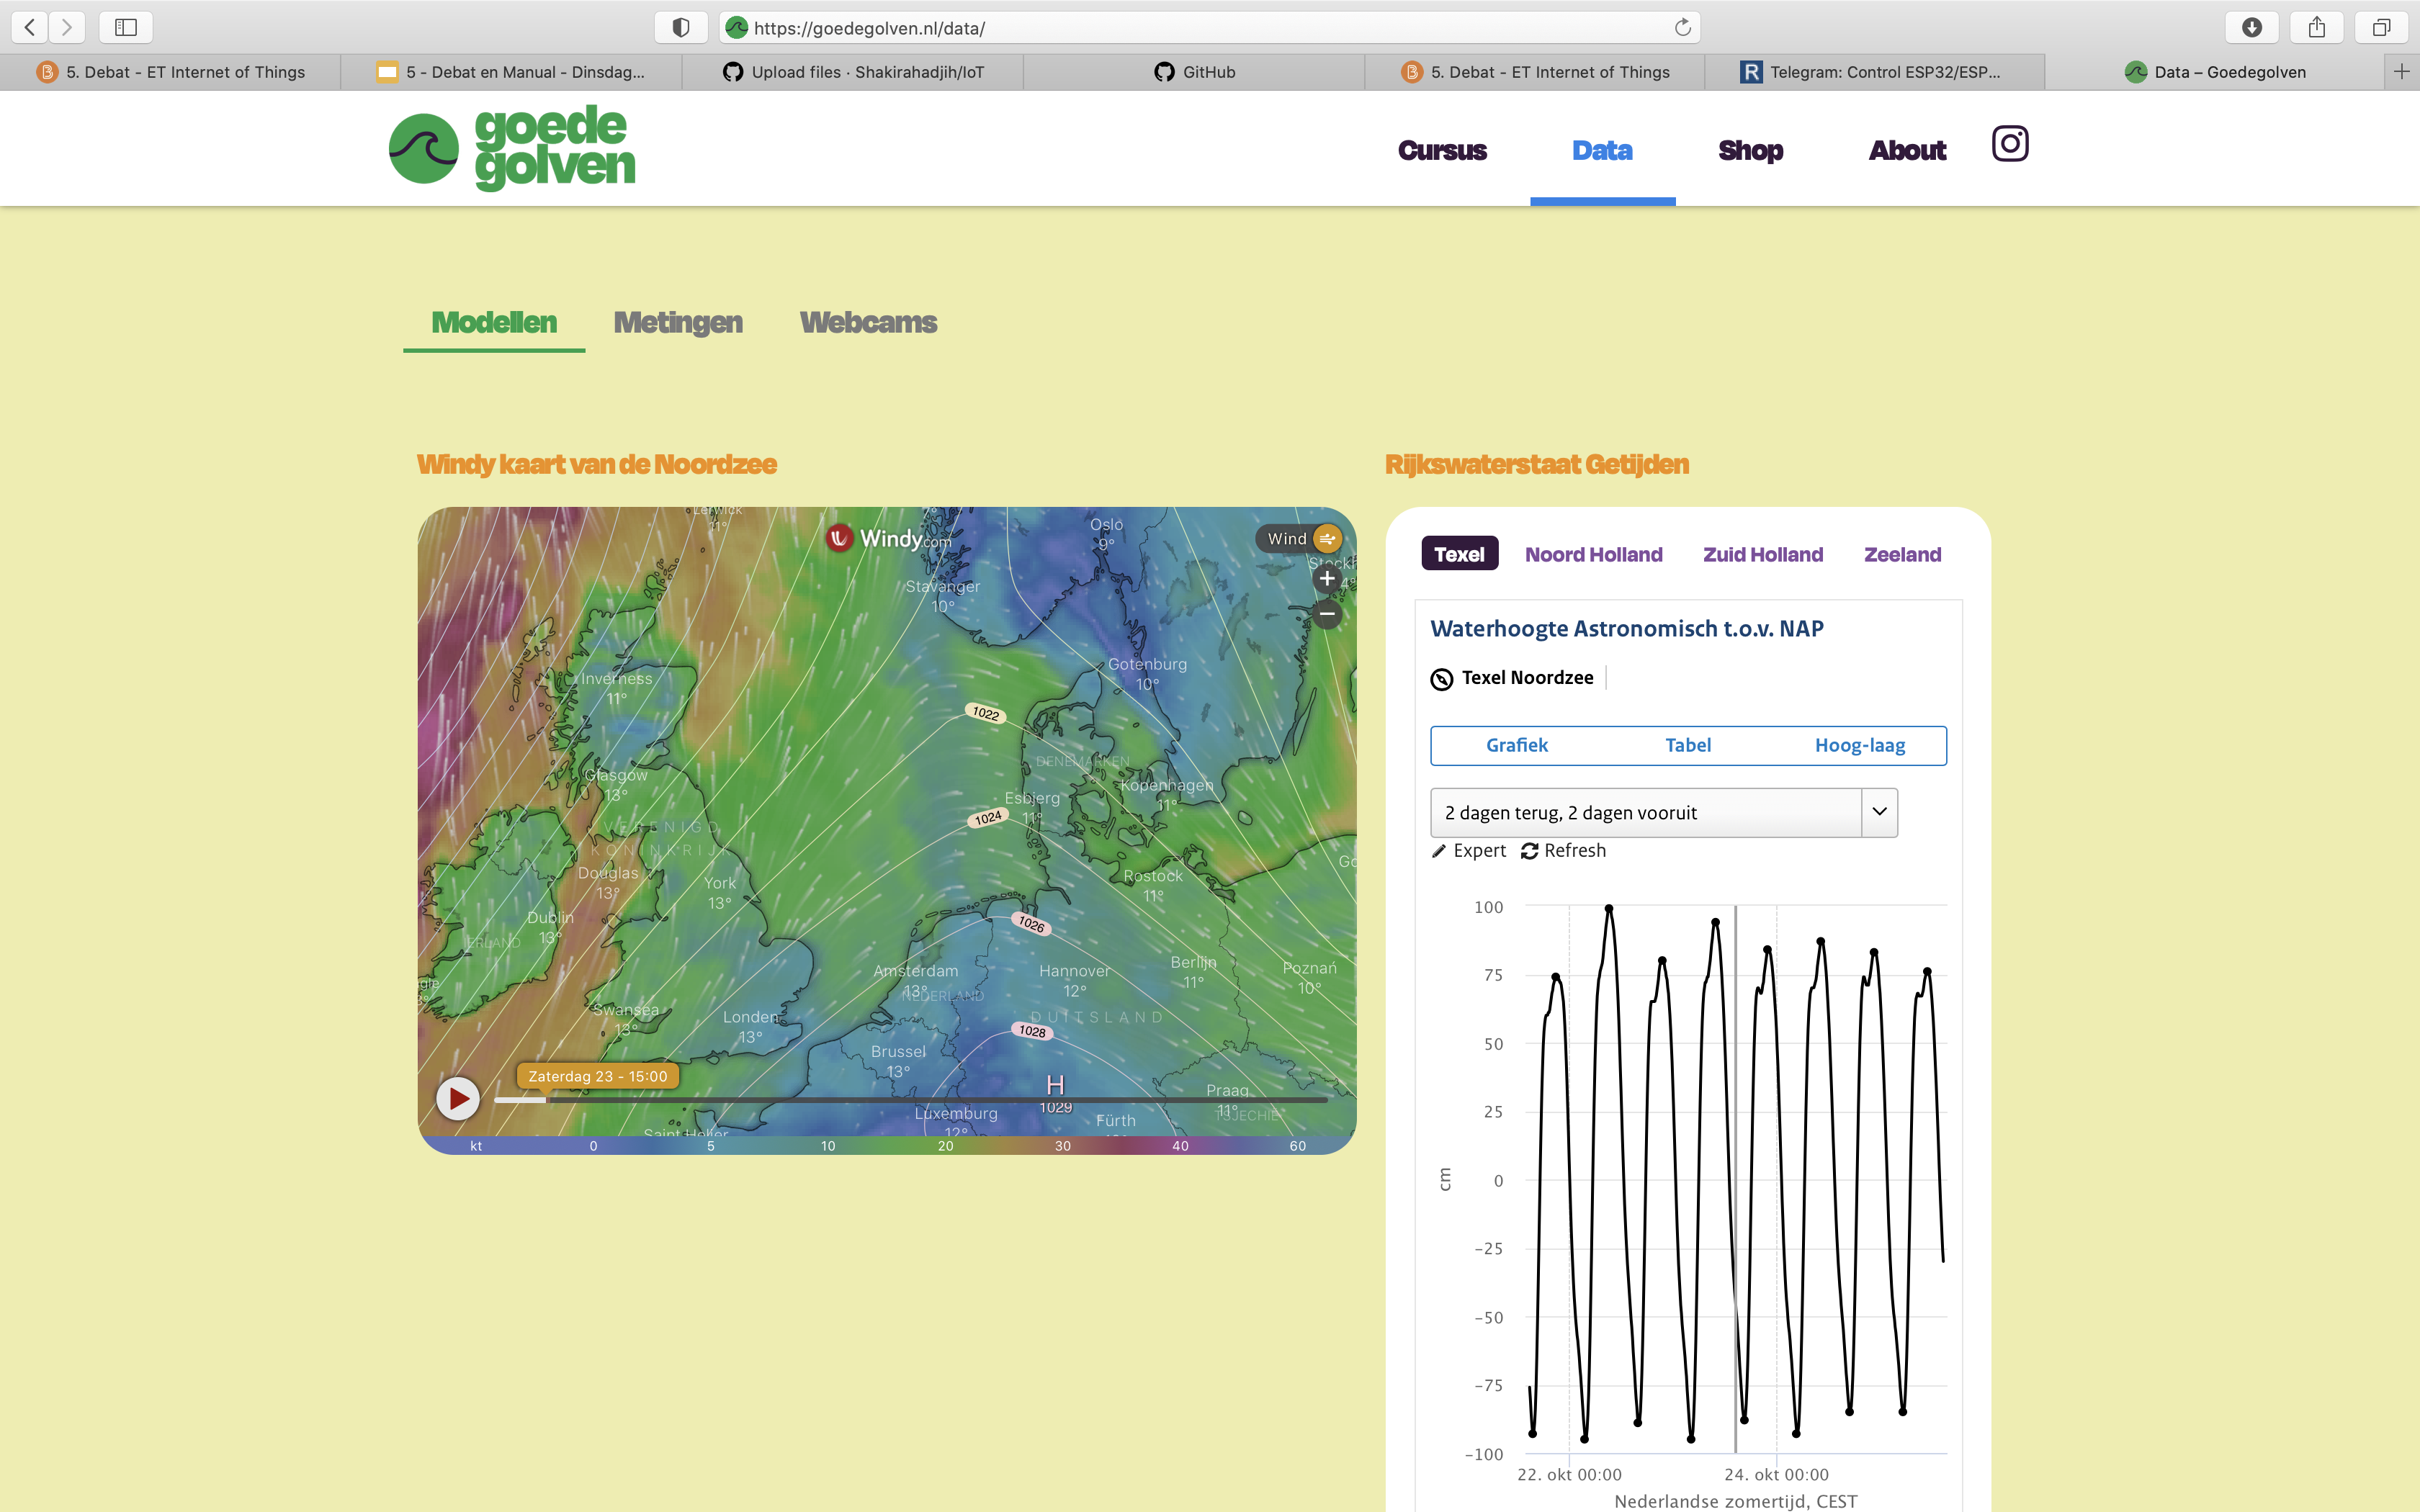 https://goedegolven.nl/data/
5. Debat - ET Internet of Things
5 - Debat en Manual - Dinsdag...
Upload files · Shakirahadjih/IoT
GitHub
5. Debat - ET Internet of Things
Telegram: Control ESP32/ESP...
Data – Goedegolven
goede
golven
Cursus
Data
Shop
About
Modellen
Metingen
Webcams
Windy kaart van de Noordzee
Lerwick
11°
Windy.com
Oslo
9°
Wind
Stavanger
10°
Inverness
11°
Gotenburg
10°
1022
Glasgow
13°
DENEMARKEN
Kopenhagen
11°
Esbjerg
11°
1024
VERENIGD
KONINKRIJK
Douglas
13°
York
13°
Rostock
11°
Dublin
13°
IERLAND
1026
Amsterdam
13°
NEDERLAND
Hannover
12°
Berlijn
11°
Poznań
10°
Swansea
13°
Londen
13°
DUITSLAND
1028
Brussel
13°
Zaterdag 23 - 15:00
H
1029
Praag
11°
TSJECHIË
Luxemburg
12°
Fürth
Saint Helier
kt 0 5 10 20 30 40 60
Rijkswaterstaat Getijden
Texel
Noord Holland
Zuid Holland
Zeeland
Waterhoogte Astronomisch t.o.v. NAP
Texel Noordzee
Grafiek
Tabel
Hoog-laag
2 dagen terug, 2 dagen vooruit
Expert
Refresh
100
75
50
25
0
−25
−50
−75
−100
cm
22. okt 00:00
24. okt 00:00
Nederlandse zomertijd, CEST